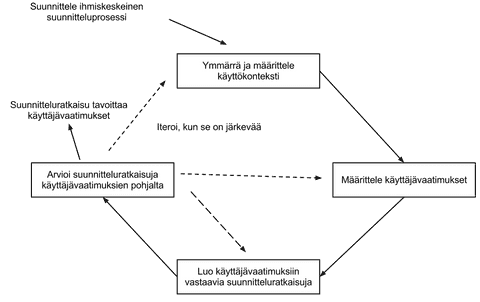 Suunnittele ihmiskeskeinen
suunnitteluprosessi
Ymmärrä ja määrittele
käyttökonteksti
Suunnitteluratkaisu tavoittaa
käyttäjävaatimukset
Iteroi, kun se on järkevää
Arvioi suunnitteluratkaisuja
käyttäjävaatimuksien pohjalta
Määrittele käyttäjävaatimukset
Luo käyttäjävaatimuksiin
vastaavia suunnitteluratkaisuja